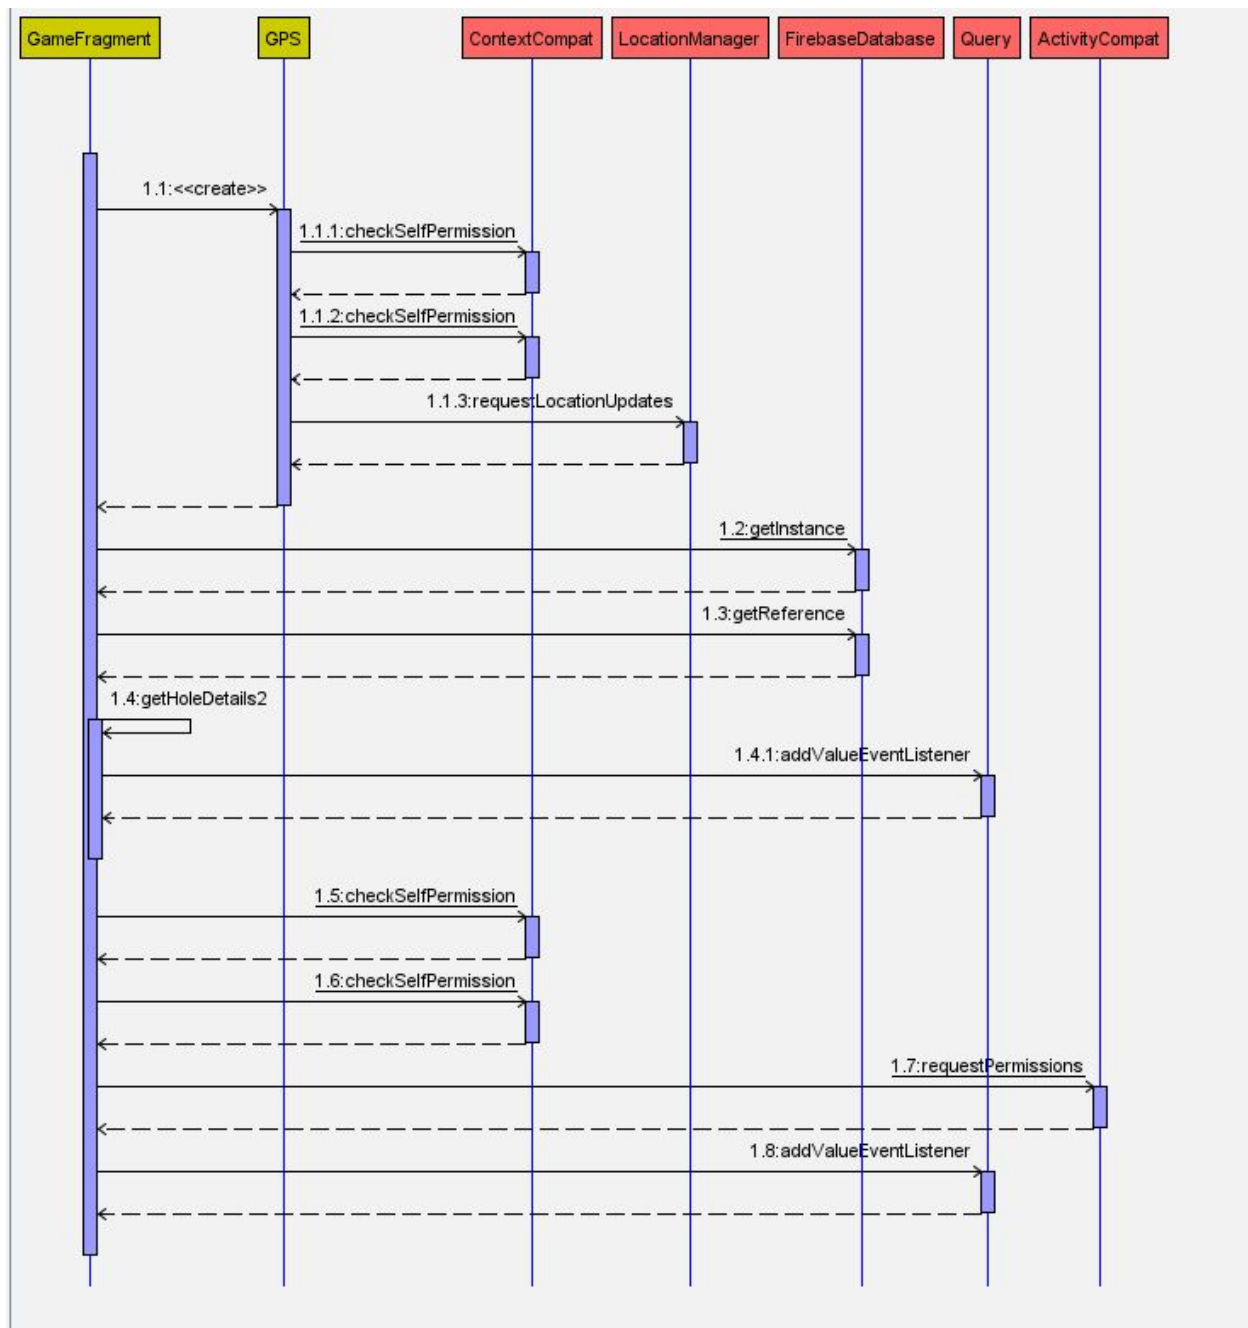 GameFragment GPS ContextCompat LocationManager FirebaseDatabase Query ActivityCompat
1.1:<<create>>
1.1.1:checkSelfPermission
1.1.2:checkSelfPermission
1.1.3:requestLocationUpdates
1.2:getInstance
1.3:getReference
1.4:getHoleDetails2
1.4.1:addValueEventListener
1.5:checkSelfPermission
1.6:checkSelfPermission
1.7:requestPermissions
1.8:addValueEventListener